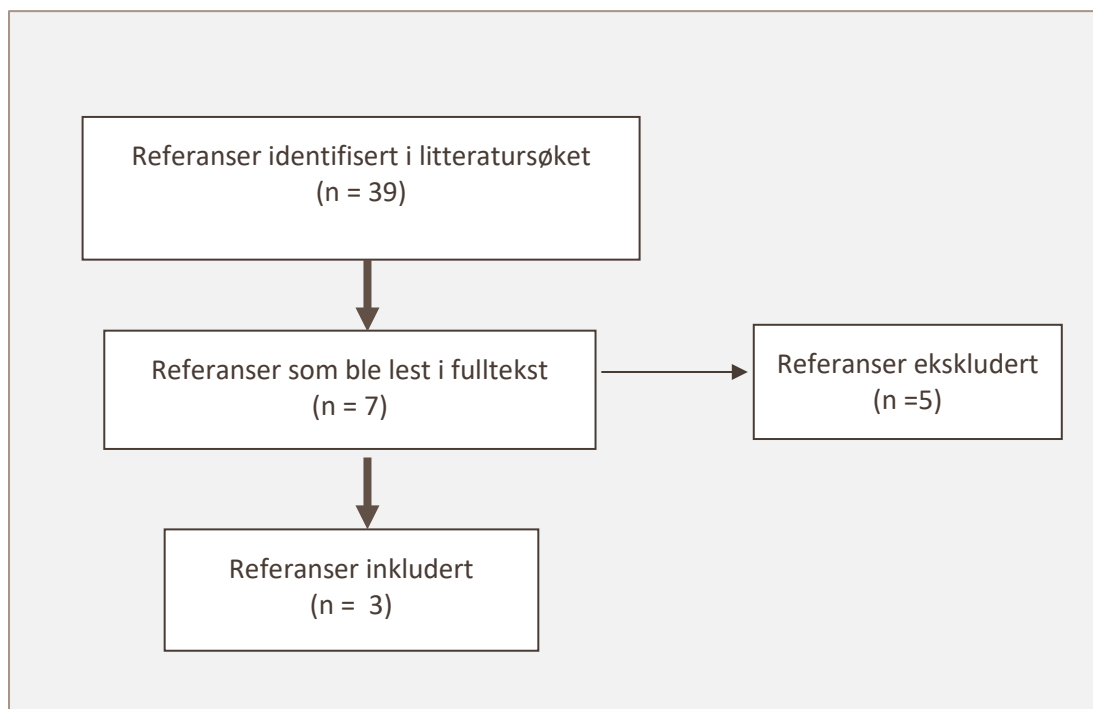 Referanser identifisert i litteratursøket
(n = 39)
Referanser som ble lest i fulltekst
(n = 7)
Referanser ekskludert
(n =5)
Referanser inkludert
(n =  3)